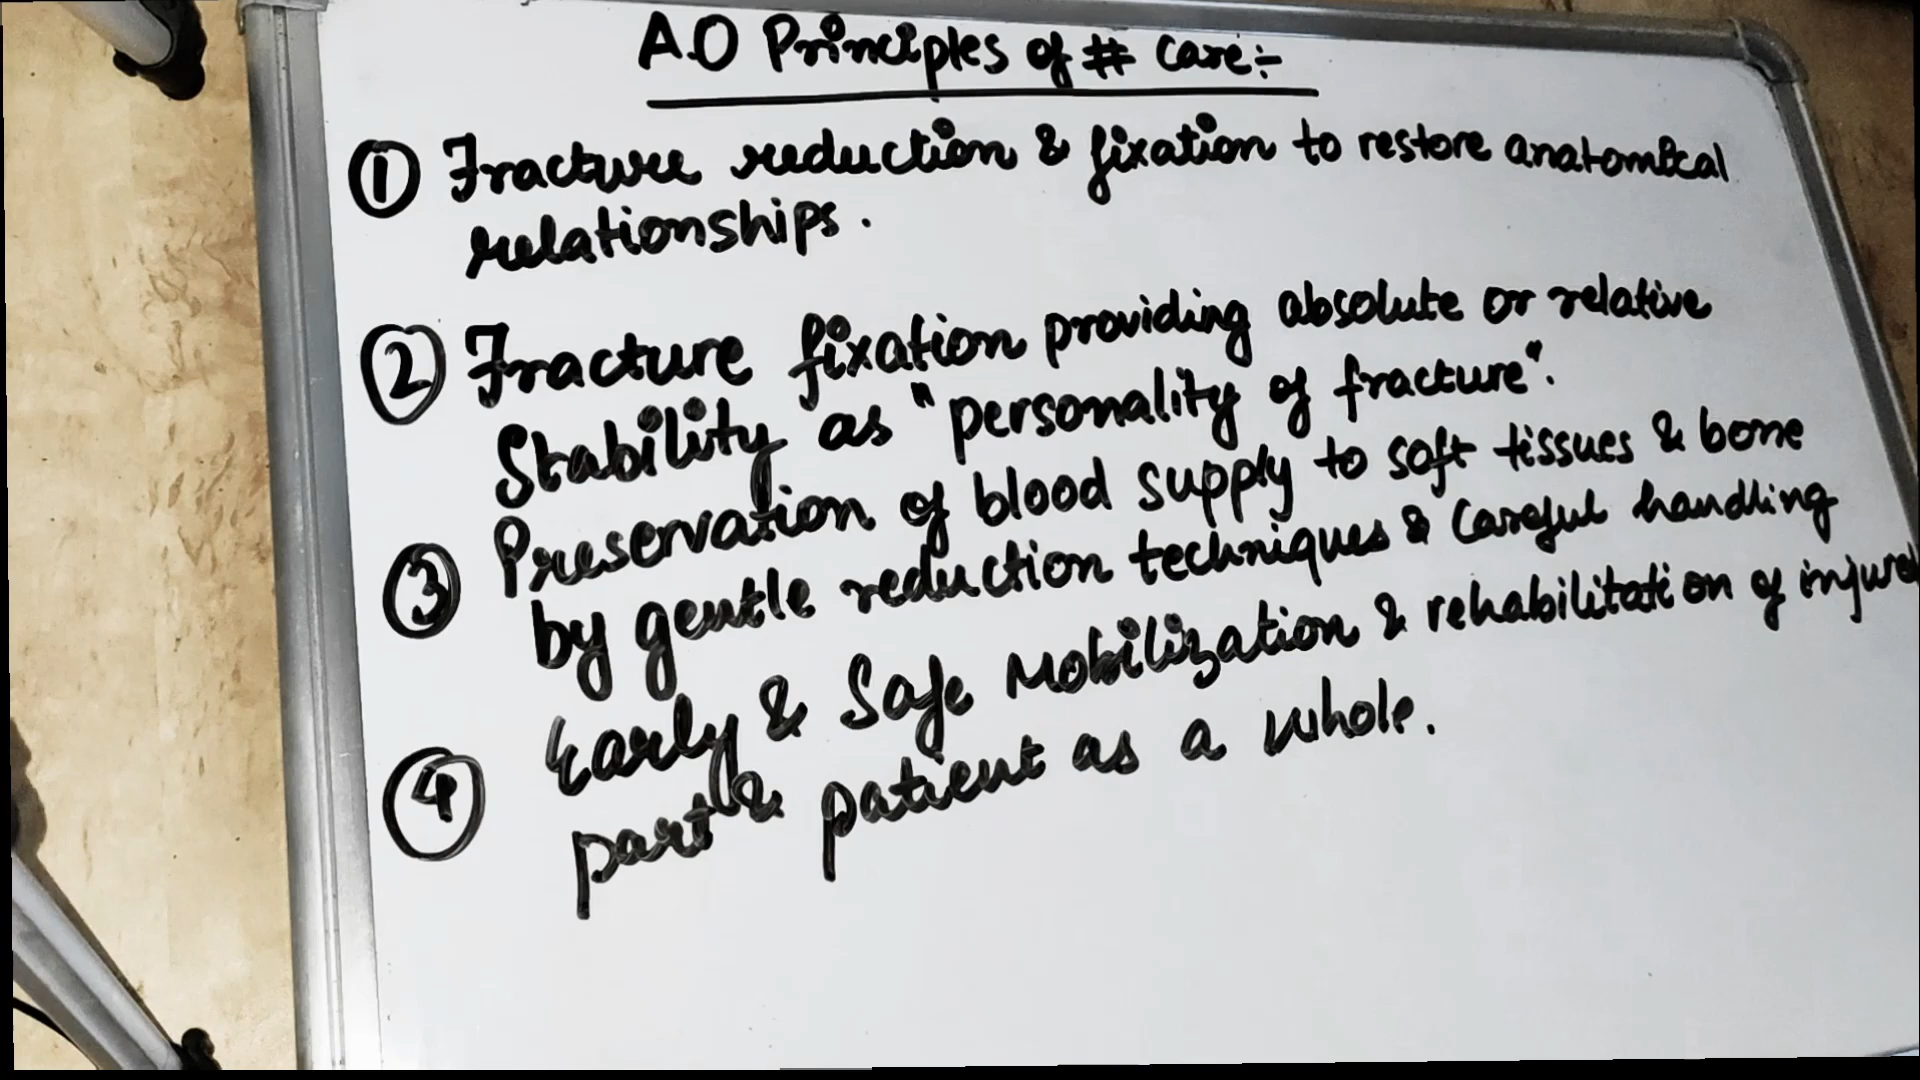 A.O Principles of # care:-
① Fracture reduction & fixation to restore anatomical
relationships.
② Fracture fixation providing absolute or relative
Stability as "personality of fracture".
③ Preservation of blood supply to soft tissues & bone
by gentle reduction techniques & Careful handling
④ Early & Safe Mobilization & rehabilitation of injured
part & patient as a whole.